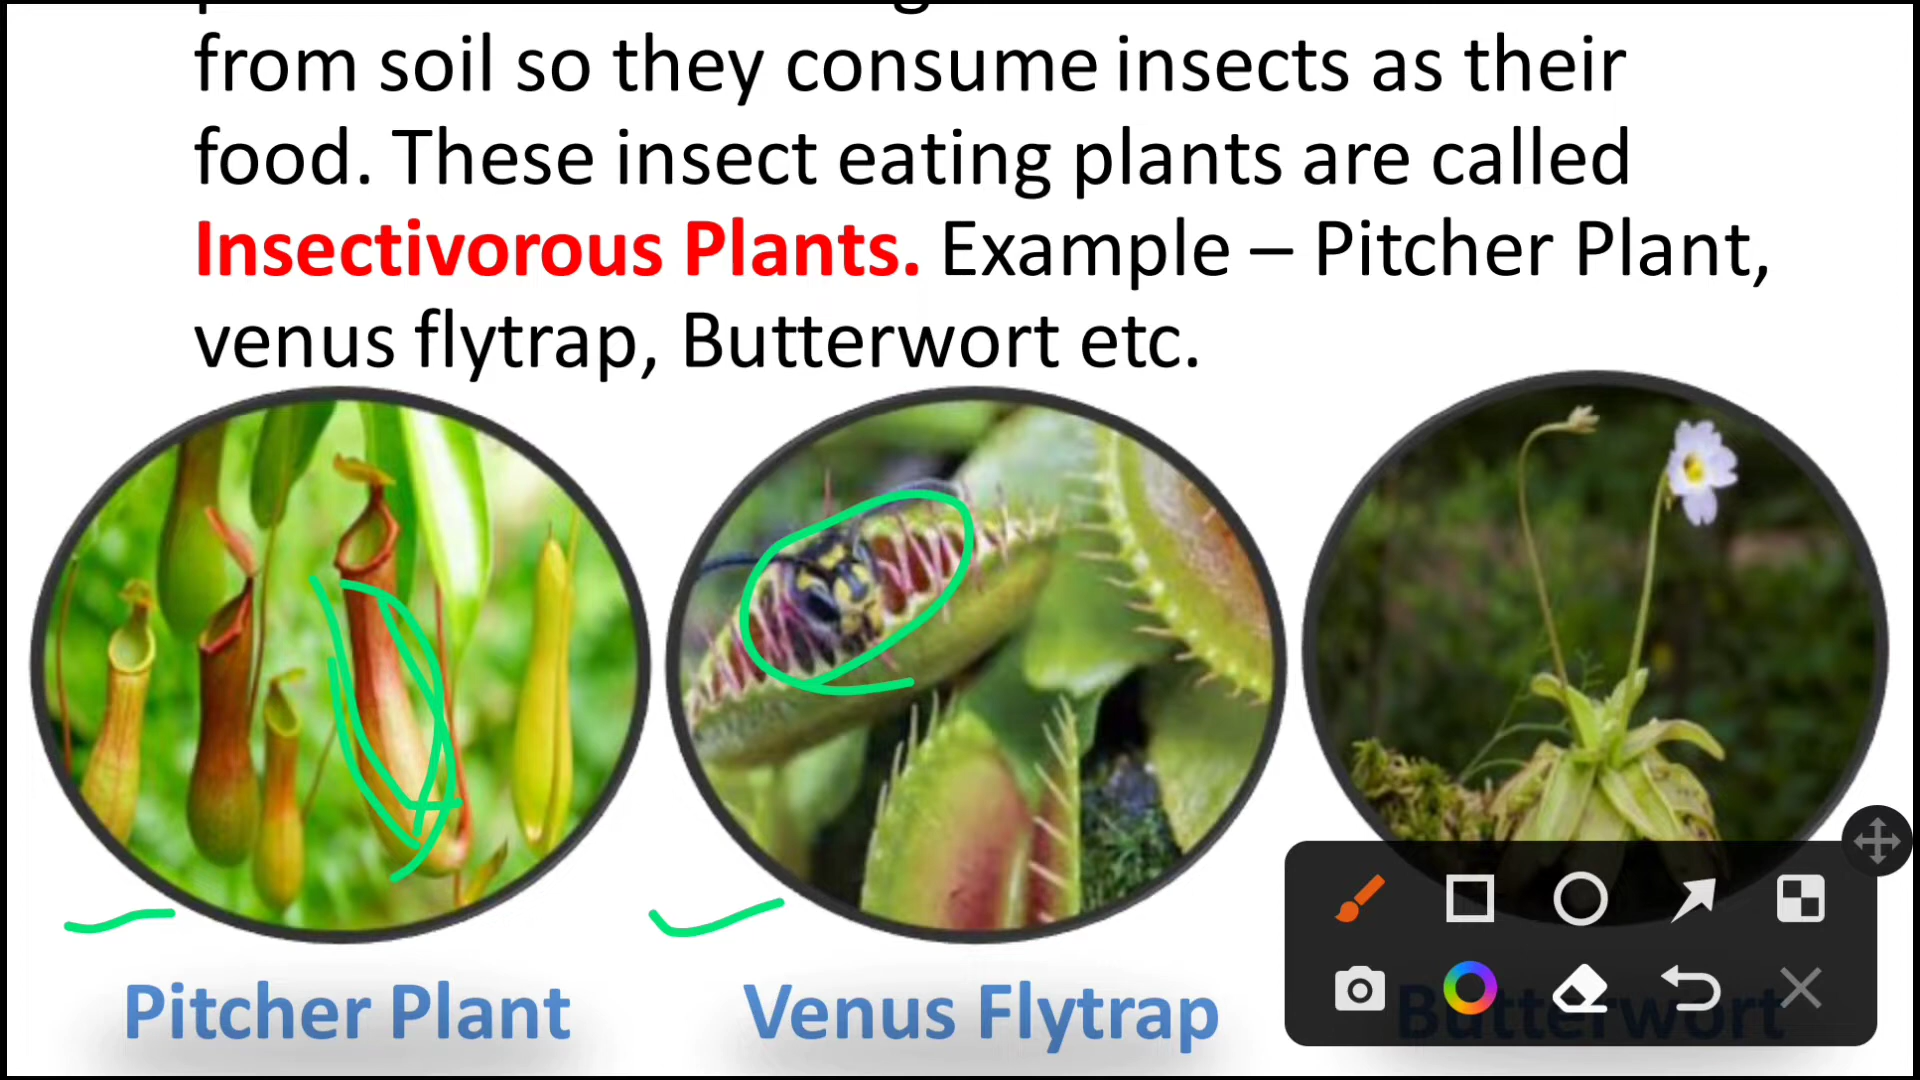 from soil so they consume insects as their
food. These insect eating plants are called
Insectivorous Plants. Example – Pitcher Plant,
venus flytrap, Butterwort etc.
Pitcher Plant
Venus Flytrap
Butterwort